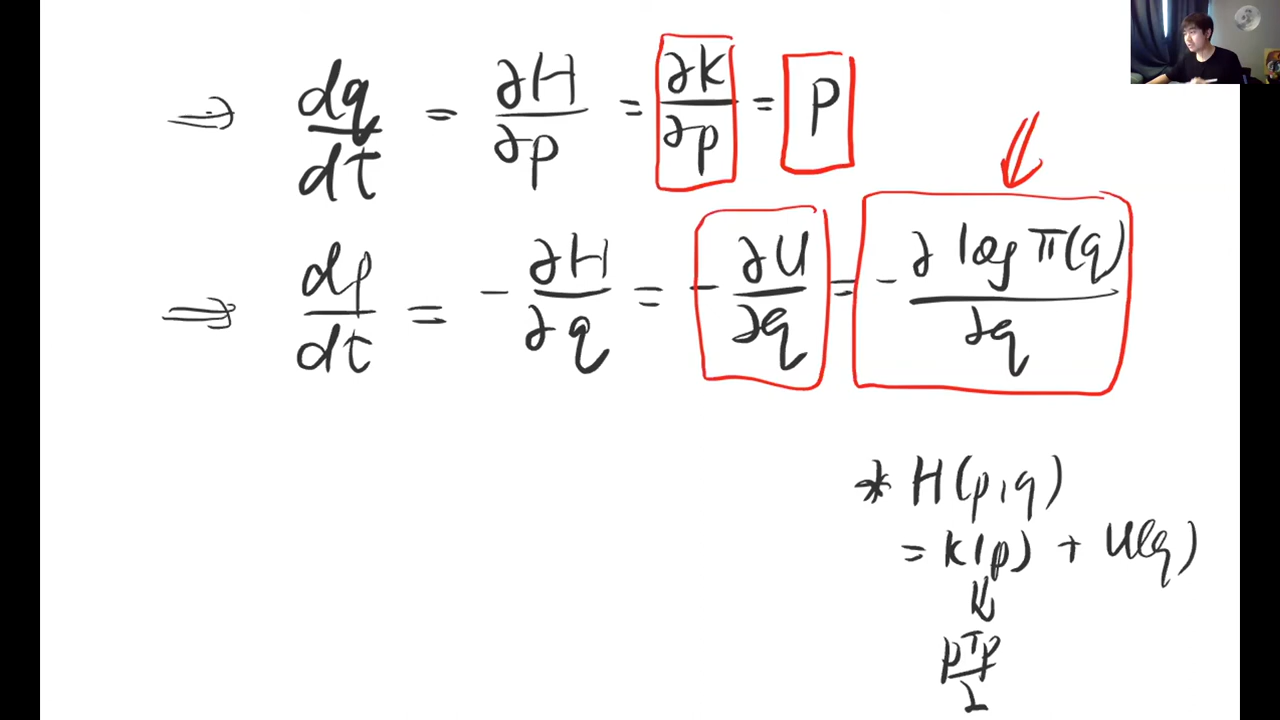 ⇒ dq/dt = ∂H/∂p = ∂K/∂p = p
⇒ dp/dt = - ∂H/∂q = - ∂U/∂q = - ∂ log π(q)/∂q
* H(p,q)
= K(p) + U(q)
⇓
pᵀp/2